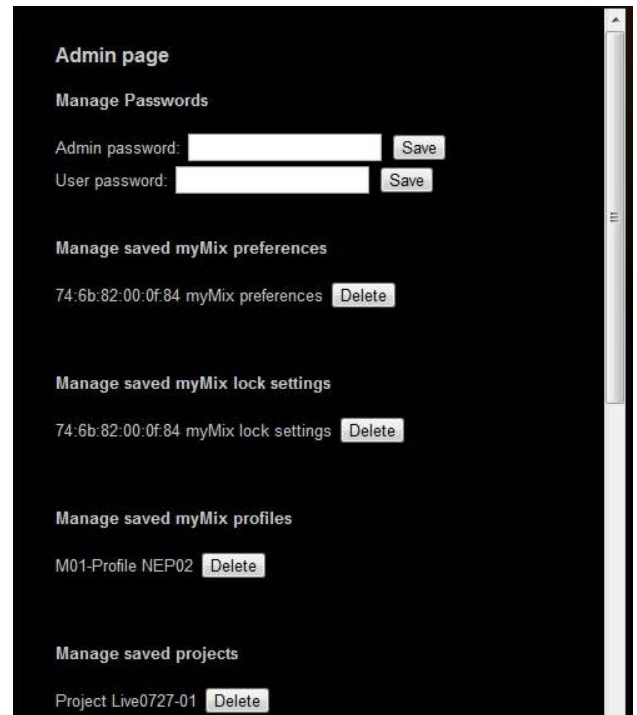 Admin page
Manage Passwords
Admin password: Save
User password: Save
Manage saved myMix preferences
74:6b:82:00:0f:84 myMix preferences Delete
Manage saved myMix lock settings
74:6b:82:00:0f:84 myMix lock settings Delete
Manage saved myMix profiles
M01-Profile NEP02 Delete
Manage saved projects
Project Live0727-01 Delete